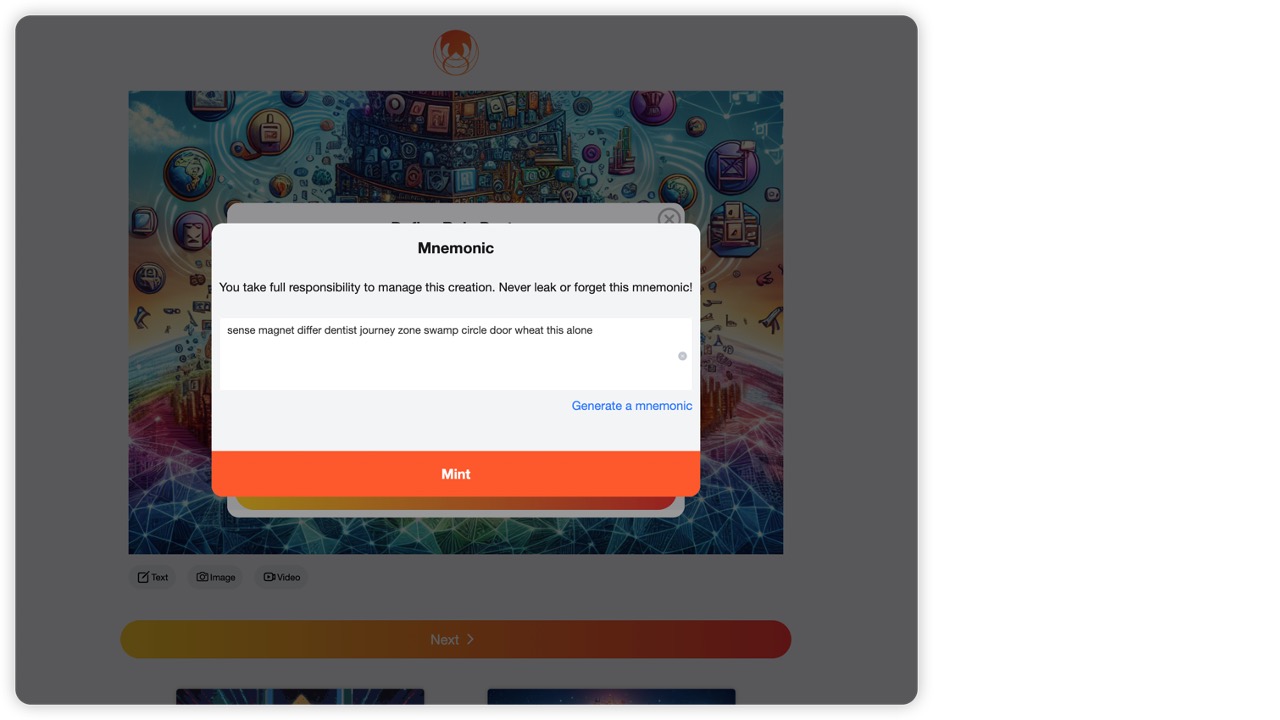 Mnemonic
You take full responsibility to manage this creation. Never leak or forget this mnemonic!
sense magnet differ dentist journey zone swamp circle door wheat this alone
Generate a mnemonic
Mint
Text
Image
Video
Next